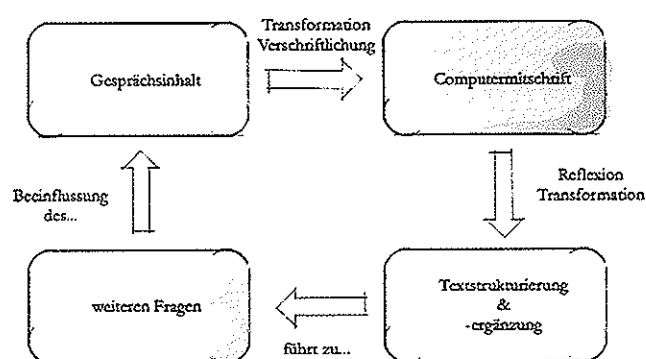 Transformation
Verschriftlichung
Gesprächsinhalt
Computermitschrift
Reflexion
Transformation
Beeinflussung
des...
weiteren Fragen
Textstrukturierung
&
-ergänzung
führt zu...